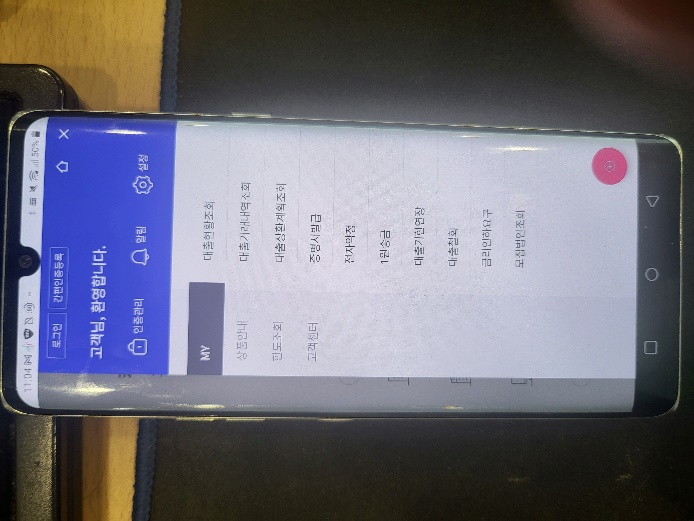 11:04
50%
로그인
간편인증등록
고객님, 환영합니다.
인증관리
알림
설정
MY
상품안내
한도조회
고객센터
대출현황조회
대출거래내역조회
대출상환계획조회
증명서발급
전자약정
1원송금
대출기한연장
대출철회
금리인하요구
모집법인조회